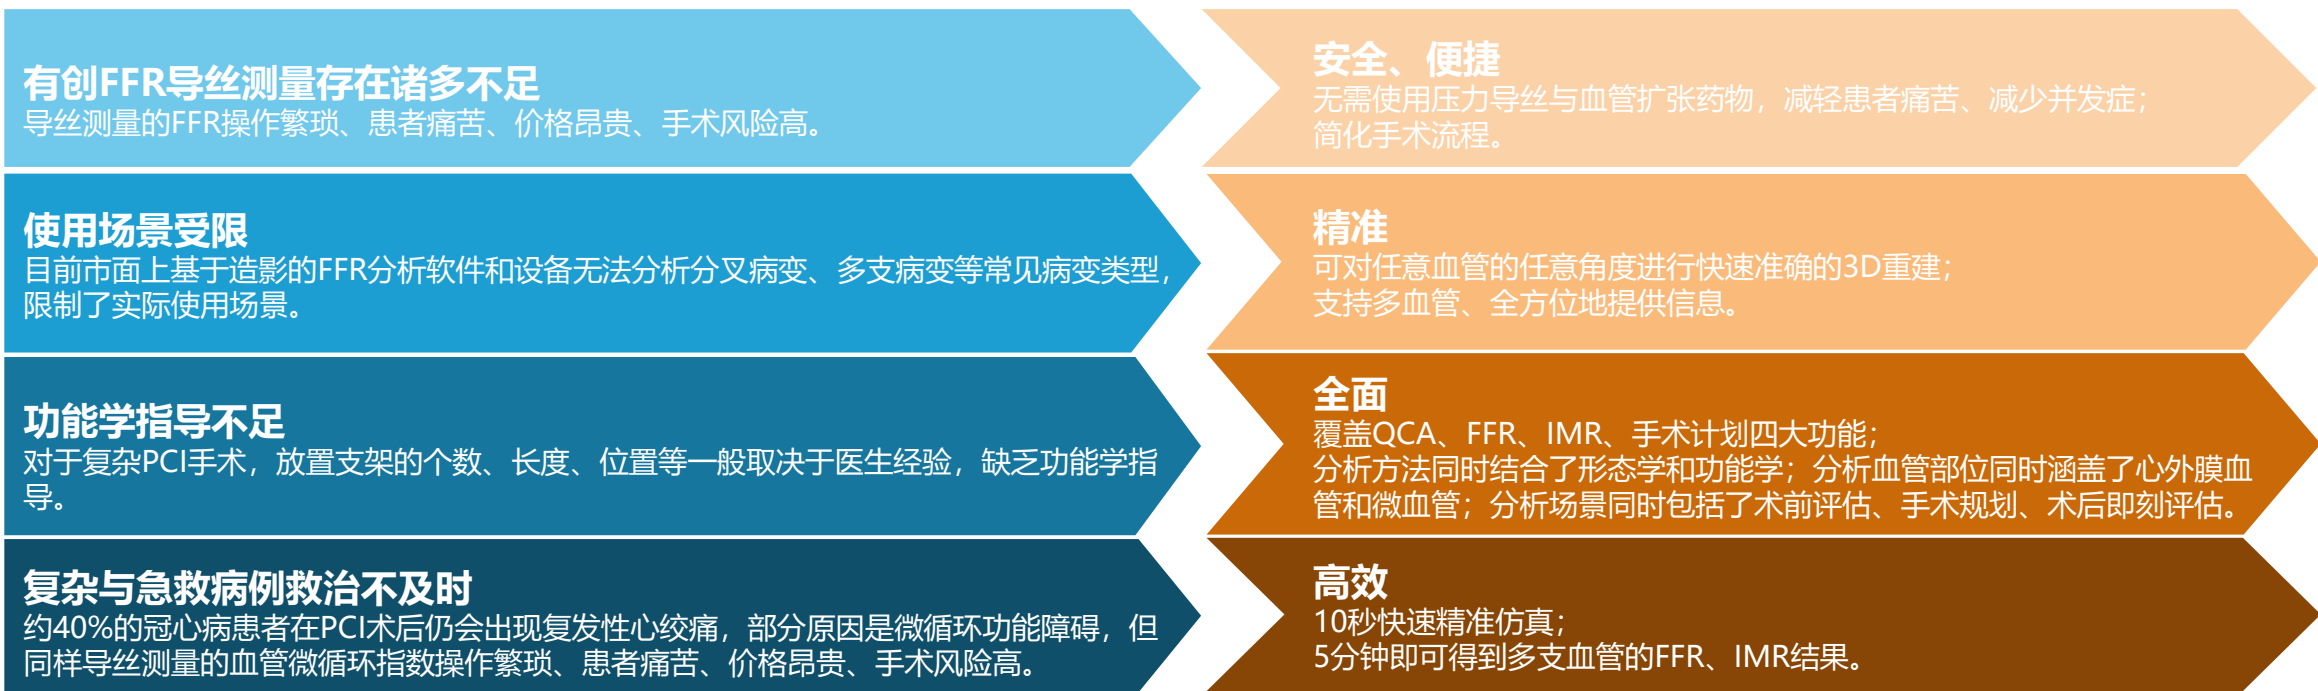 有创FFR导丝测量存在诸多不足
导丝测量的FFR操作繁琐、患者痛苦、价格昂贵、手术风险高。
安全、便捷
无需使用压力导丝与血管扩张药物，减轻患者痛苦、减少并发症；
简化手术流程。
使用场景受限
目前市面上基于造影的FFR分析软件和设备无法分析分叉病变、多支病变等常见病变类型，
限制了实际使用场景。
精准
可对任意血管的任意角度进行快速准确的3D重建；
支持多血管、全方位地提供信息。
功能学指导不足
对于复杂PCI手术，放置支架的个数、长度、位置等一般取决于医生经验，缺乏功能学指
导。
全面
覆盖QCA、FFR、IMR、手术计划四大功能；
分析方法同时结合了形态学和功能学；分析血管部位同时涵盖了心外膜血
管和微血管；分析场景同时包括了术前评估、手术规划、术后即刻评估。
复杂与急救病例救治不及时
约40%的冠心病患者在PCI术后仍会出现复发性心绞痛，部分原因是微循环功能障碍，但
同样导丝测量的血管微循环指数操作繁琐、患者痛苦、价格昂贵、手术风险高。
高效
10秒快速精准仿真；
5分钟即可得到多支血管的FFR、IMR结果。